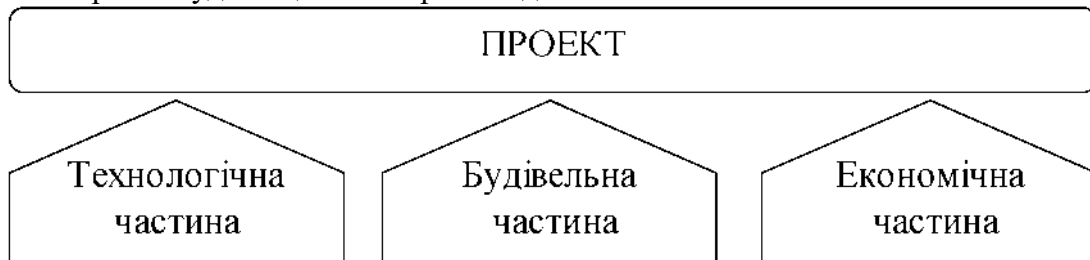 ПРОЕКТ
Технологічна
частина
Будівельна
частина
Економічна
частина